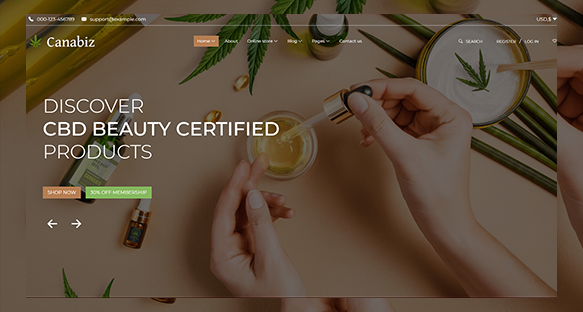 000-123-456789 support@example.com USD,$
Canabiz Home About Online store Blog Pages Contact us SEARCH REGISTER / LOG IN
DISCOVER
CBD BEAUTY CERTIFIED
PRODUCTS
SHOP NOW 30% OFF MEMBERSHIP